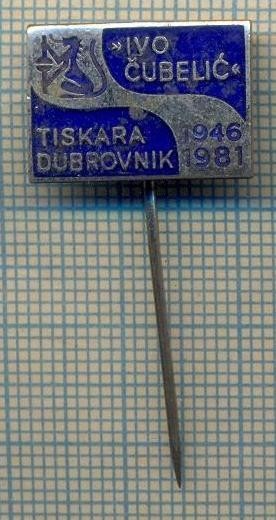 »IVO
ČUBELIĆ«
TISKARA 1946
DUBROVNIK 1981